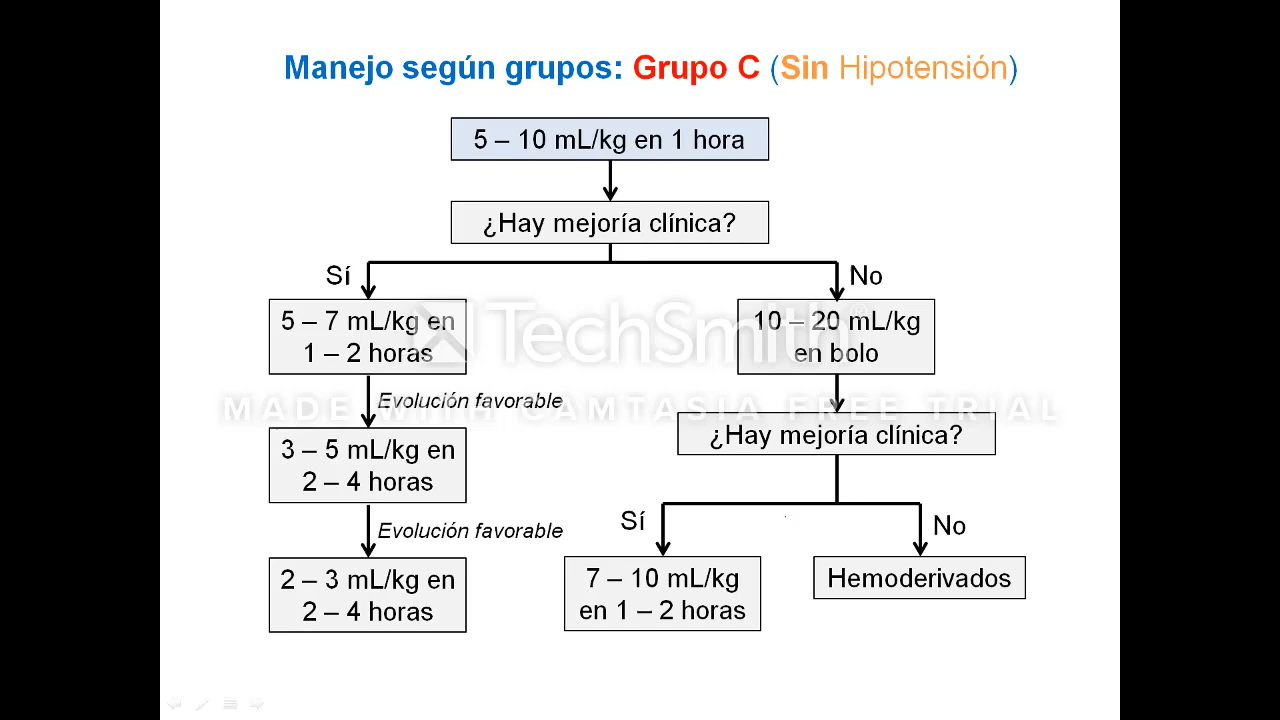 Manejo según grupos: Grupo C (Sin Hipotensión)
5 – 10 mL/kg en 1 hora
¿Hay mejoría clínica?
Sí
No
5 – 7 mL/kg en
1 – 2 horas
10 – 20 mL/kg
en bolo
TechSmith
MADE WITH CAMTASIA FREE TRIAL
Evolución favorable
¿Hay mejoría clínica?
3 – 5 mL/kg en
2 – 4 horas
Evolución favorable
Sí
No
2 – 3 mL/kg en
2 – 4 horas
7 – 10 mL/kg
en 1 – 2 horas
Hemoderivados